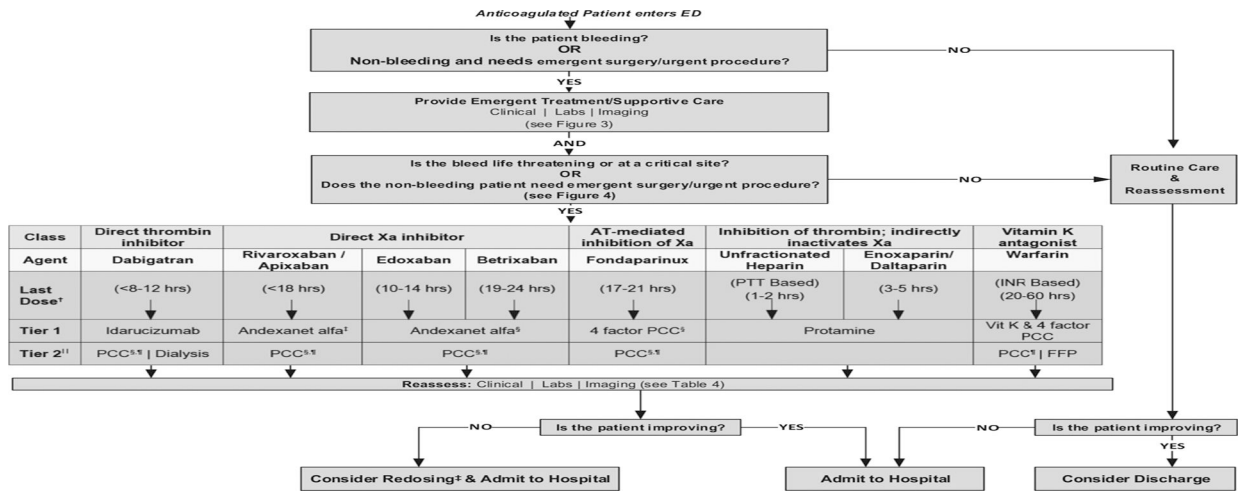 Anticoagulated Patient enters ED
Is the patient bleeding?
OR
Non-bleeding and needs emergent surgery/urgent procedure?
NO
YES
Provide Emergent Treatment/Supportive Care
Clinical | Labs | Imaging
(see Figure 3)
AND
Is the bleed life threatening or at a critical site?
OR
Does the non-bleeding patient need emergent surgery/urgent procedure?
(see Figure 4)
NO
Routine Care
&
Reassessment
YES
Class
Direct thrombin
inhibitor
Direct Xa inhibitor
AT-mediated
inhibition of Xa
Inhibition of thrombin; indirectly
inactivates Xa
Vitamin K
antagonist
Agent
Dabigatran
Rivaroxaban /
Apixaban
Edoxaban
Betrixaban
Fondaparinux
Unfractionated
Heparin
Enoxaparin/
Daltaparin
Warfarin
Last
Dose†
(<8-12 hrs)
(<18 hrs)
(10-14 hrs)
(19-24 hrs)
(17-21 hrs)
(PTT Based)
(1-2 hrs)
(3-5 hrs)
(INR Based)
(20-60 hrs)
Tier 1
Idarucizumab
Andexanet alfa‡
Andexanet alfa§
4 factor PCC§
Protamine
Vit K & 4 factor
PCC
Tier 2||
PCC§,¶ | Dialysis
PCC§,¶
PCC§,¶
PCC§,¶
PCC¶ | FFP
Reassess: Clinical | Labs | Imaging (see Table 4)
NO
Is the patient improving?
YES
NO
Is the patient improving?
YES
Consider Redosing‡ & Admit to Hospital
Admit to Hospital
Consider Discharge